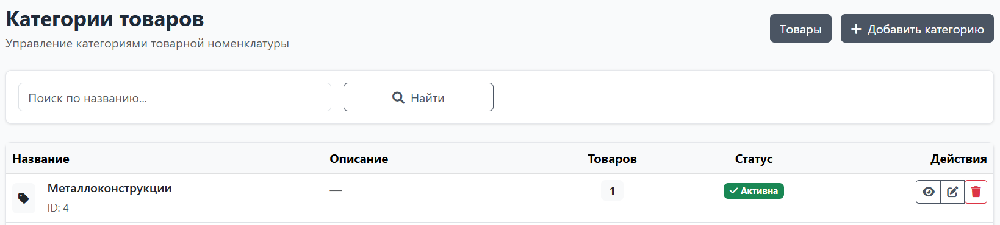 Категории товаров
Управление категориями товарной номенклатуры
Товары
Добавить категорию
Поиск по названию...
Найти
Название Описание Товаров Статус Действия
Металлоконструкции — 1 Активна
ID: 4